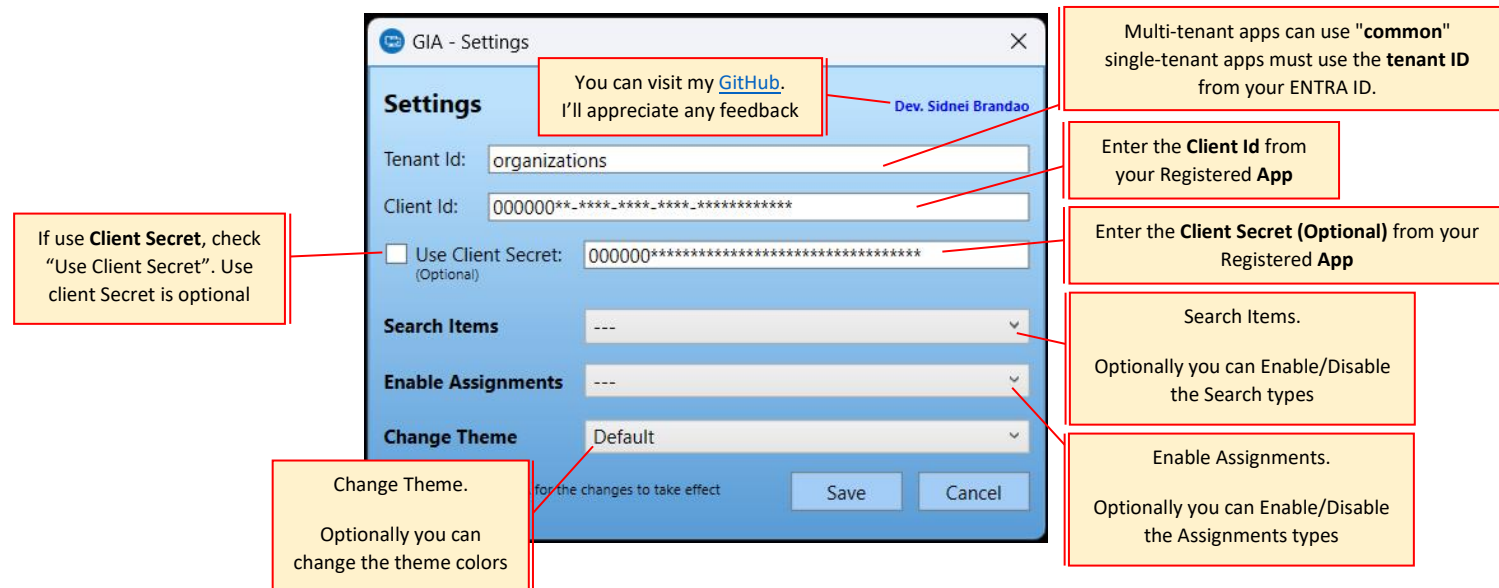 GIA - Settings
Multi-tenant apps can use "common"
single-tenant apps must use the tenant ID
from your ENTRA ID.
You can visit my GitHub.
I'll appreciate any feedback
Settings
Dev. Sidnei Brandao
Tenant Id:
organizations
Enter the Client Id from
your Registered App
Client Id:
000000**-****-****-****-************
If use Client Secret, check
“Use Client Secret”. Use
client Secret is optional
Use Client Secret:
(Optional)
000000**********************************
Enter the Client Secret (Optional) from your
Registered App
Search Items
---
Search Items.
Optionally you can Enable/Disable
the Search types
Enable Assignments
---
Change Theme
Default
Enable Assignments.
Optionally you can Enable/Disable
the Assignments types
Change Theme.
Optionally you can
change the theme colors
for the changes to take effect
Save
Cancel